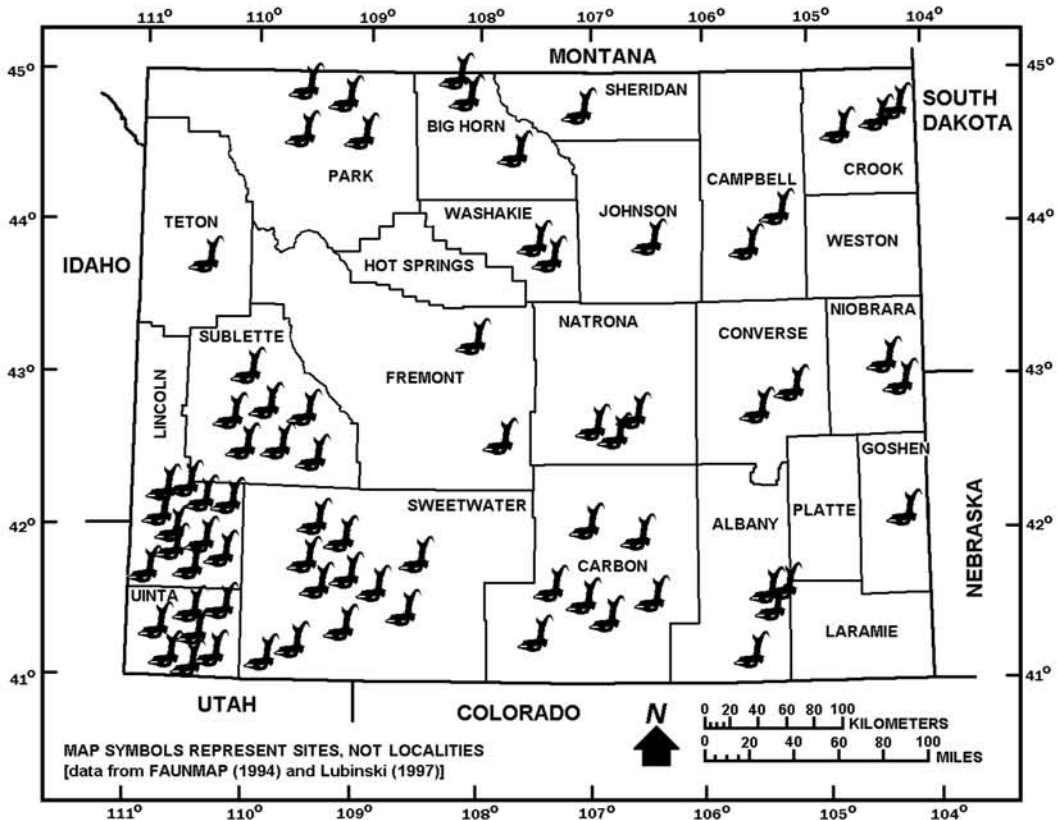 111° 110° 109° 108° 107° 106° 105° 104°
MONTANA
45° 45°
SHERIDAN
SOUTH
DAKOTA
BIG HORN
CROOK
PARK
CAMPBELL
44° 44°
TETON
WASHAKIE
JOHNSON
WESTON
IDAHO
HOT SPRINGS
NIOBRARA
NATRONA
CONVERSE
SUBLETTE
43° 43°
FREMONT
LINCOLN
GOSHEN
SWEETWATER
PLATTE
42° 42°
ALBANY
NEBRASKA
CARBON
UINTA
LARAMIE
41° 41°
UTAH
COLORADO
N
0 20 40 60 80 100
KILOMETERS
0 20 40 60 80 100
MILES
MAP SYMBOLS REPRESENT SITES, NOT LOCALITIES
[data from FAUNMAP (1994) and Lubinski (1997)]
111° 110° 109° 108° 107° 106° 105° 104°